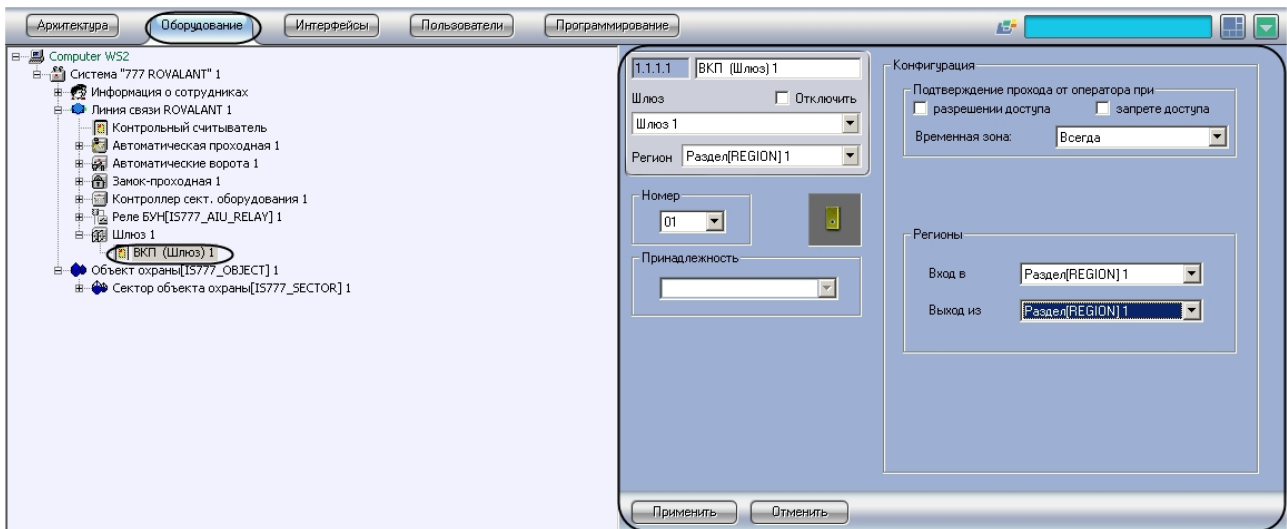 Архитектура Оборудование Интерфейсы Пользователи Программирование
Computer WS2
Система "777 ROVALANT" 1
Информация о сотрудниках
Линия связи ROVALANT 1
Контрольный считыватель
Автоматическая проходная 1
Автоматические ворота 1
Замок-проходная 1
Контроллер сект. оборудования 1
Реле БУН[IS777_AIU_RELAY] 1
Шлюз 1
ВКП (Шлюз) 1
Объект охраны[IS777_OBJECT] 1
Сектор объекта охраны[IS777_SECTOR] 1
1.1.1.1 ВКП (Шлюз) 1
Шлюз Отключить
Шлюз 1
Регион Раздел[REGION] 1
Номер
01
Принадлежность
Конфигурация
Подтверждение прохода от оператора при
разрешении доступа запрете доступа
Временная зона: Всегда
Регионы
Вход в Раздел[REGION] 1
Выход из Раздел[REGION] 1
Применить Отменить